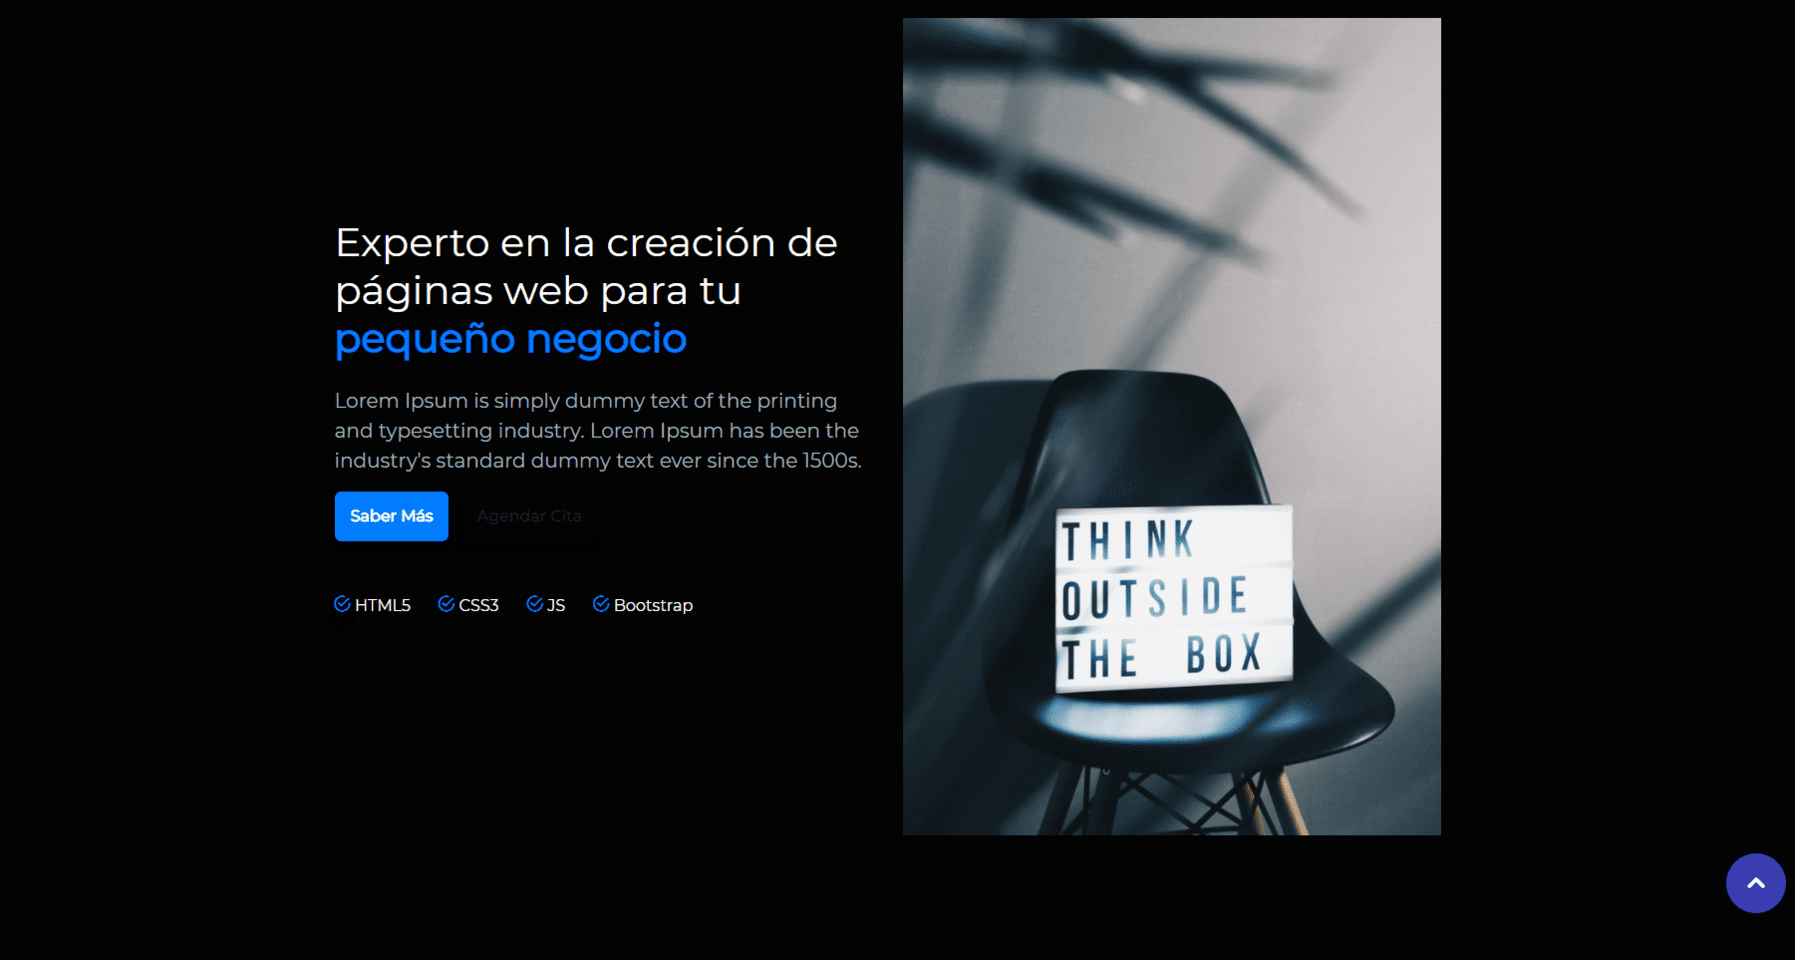 Experto en la creación de
páginas web para tu
pequeño negocio
Lorem Ipsum is simply dummy text of the printing
and typesetting industry. Lorem Ipsum has been the
industry's standard dummy text ever since the 1500s.
Saber Más Agendar Cita
HTML5 CSS3 JS Bootstrap
THINK
OUTSIDE
THE BOX